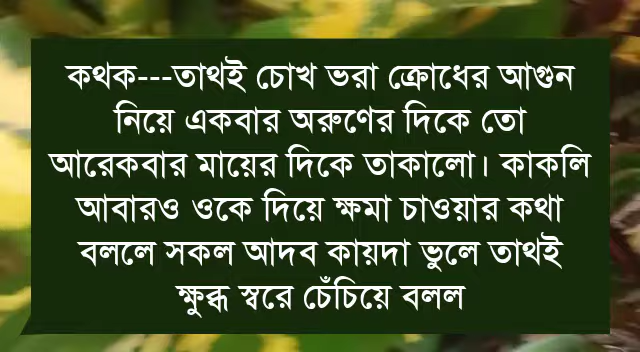 কথক---তাথই চোখ ভরা ক্রোধের আগুন
নিয়ে একবার অরুণের দিকে তো
আরেকবার মায়ের দিকে তাকালো। কাকলি
আবারও ওকে দিয়ে ক্ষমা চাওয়ার কথা
বললে সকল আদব কায়দা ভুলে তাথই
ক্ষুব্ধ স্বরে চেঁচিয়ে বলল